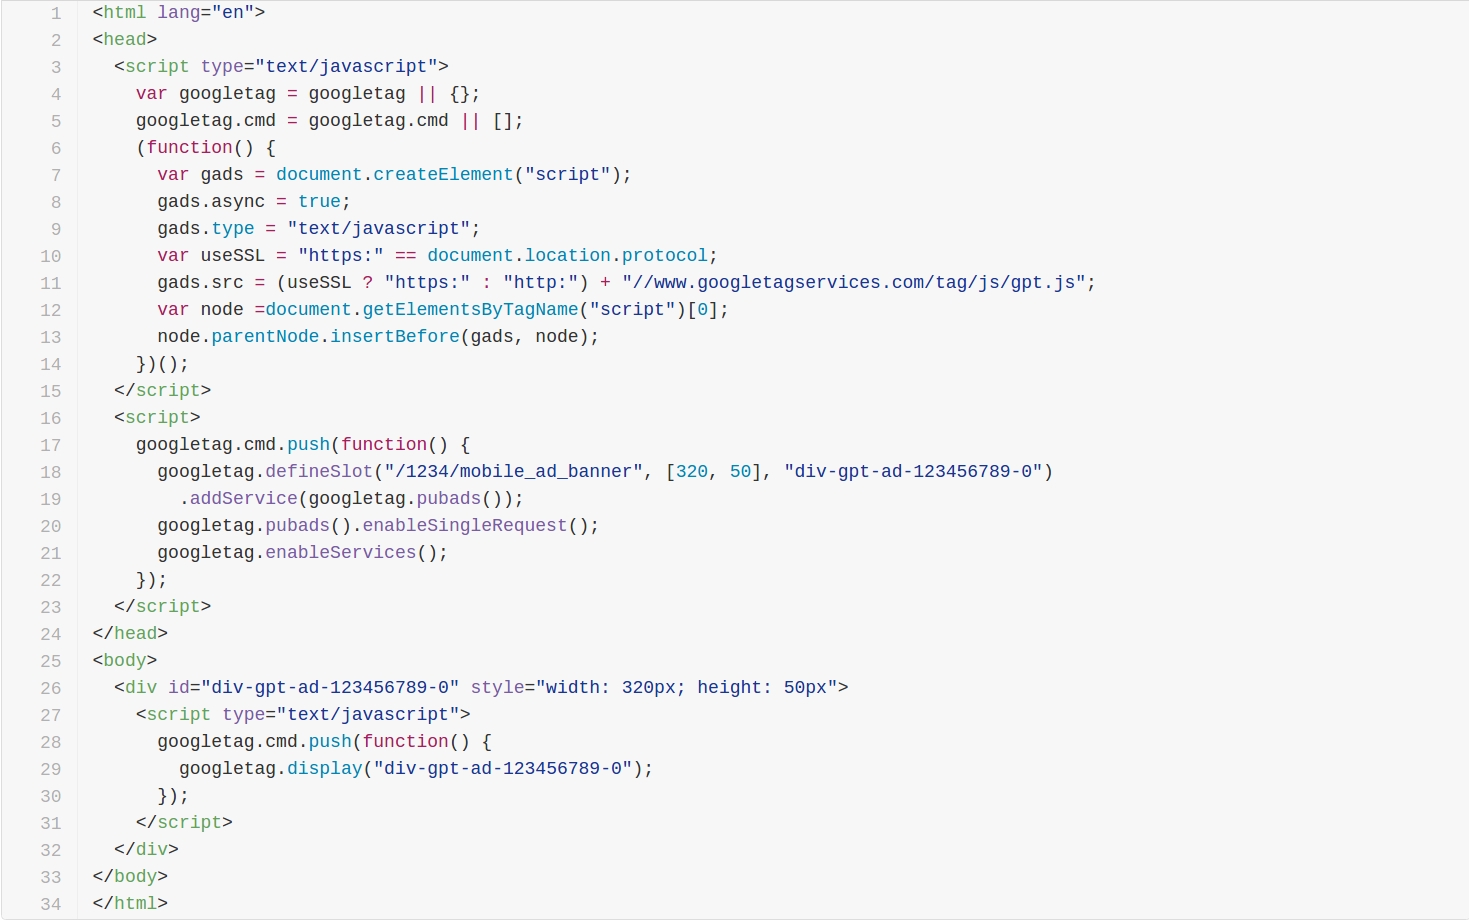 1 <html lang="en">
2 <head>
3   <script type="text/javascript">
4     var googletag = googletag || {};
5     googletag.cmd = googletag.cmd || [];
6     (function() {
7       var gads = document.createElement("script");
8       gads.async = true;
9       gads.type = "text/javascript";
10       var useSSL = "https:" == document.location.protocol;
11       gads.src = (useSSL ? "https:" : "http:") + "//www.googletagservices.com/tag/js/gpt.js";
12       var node =document.getElementsByTagName("script")[0];
13       node.parentNode.insertBefore(gads, node);
14     })();
15   </script>
16   <script>
17     googletag.cmd.push(function() {
18       googletag.defineSlot("/1234/mobile_ad_banner", [320, 50], "div-gpt-ad-123456789-0")
19         .addService(googletag.pubads());
20       googletag.pubads().enableSingleRequest();
21       googletag.enableServices();
22     });
23   </script>
24 </head>
25 <body>
26   <div id="div-gpt-ad-123456789-0" style="width: 320px; height: 50px">
27     <script type="text/javascript">
28       googletag.cmd.push(function() {
29         googletag.display("div-gpt-ad-123456789-0");
30       });
31     </script>
32   </div>
33 </body>
34 </html>